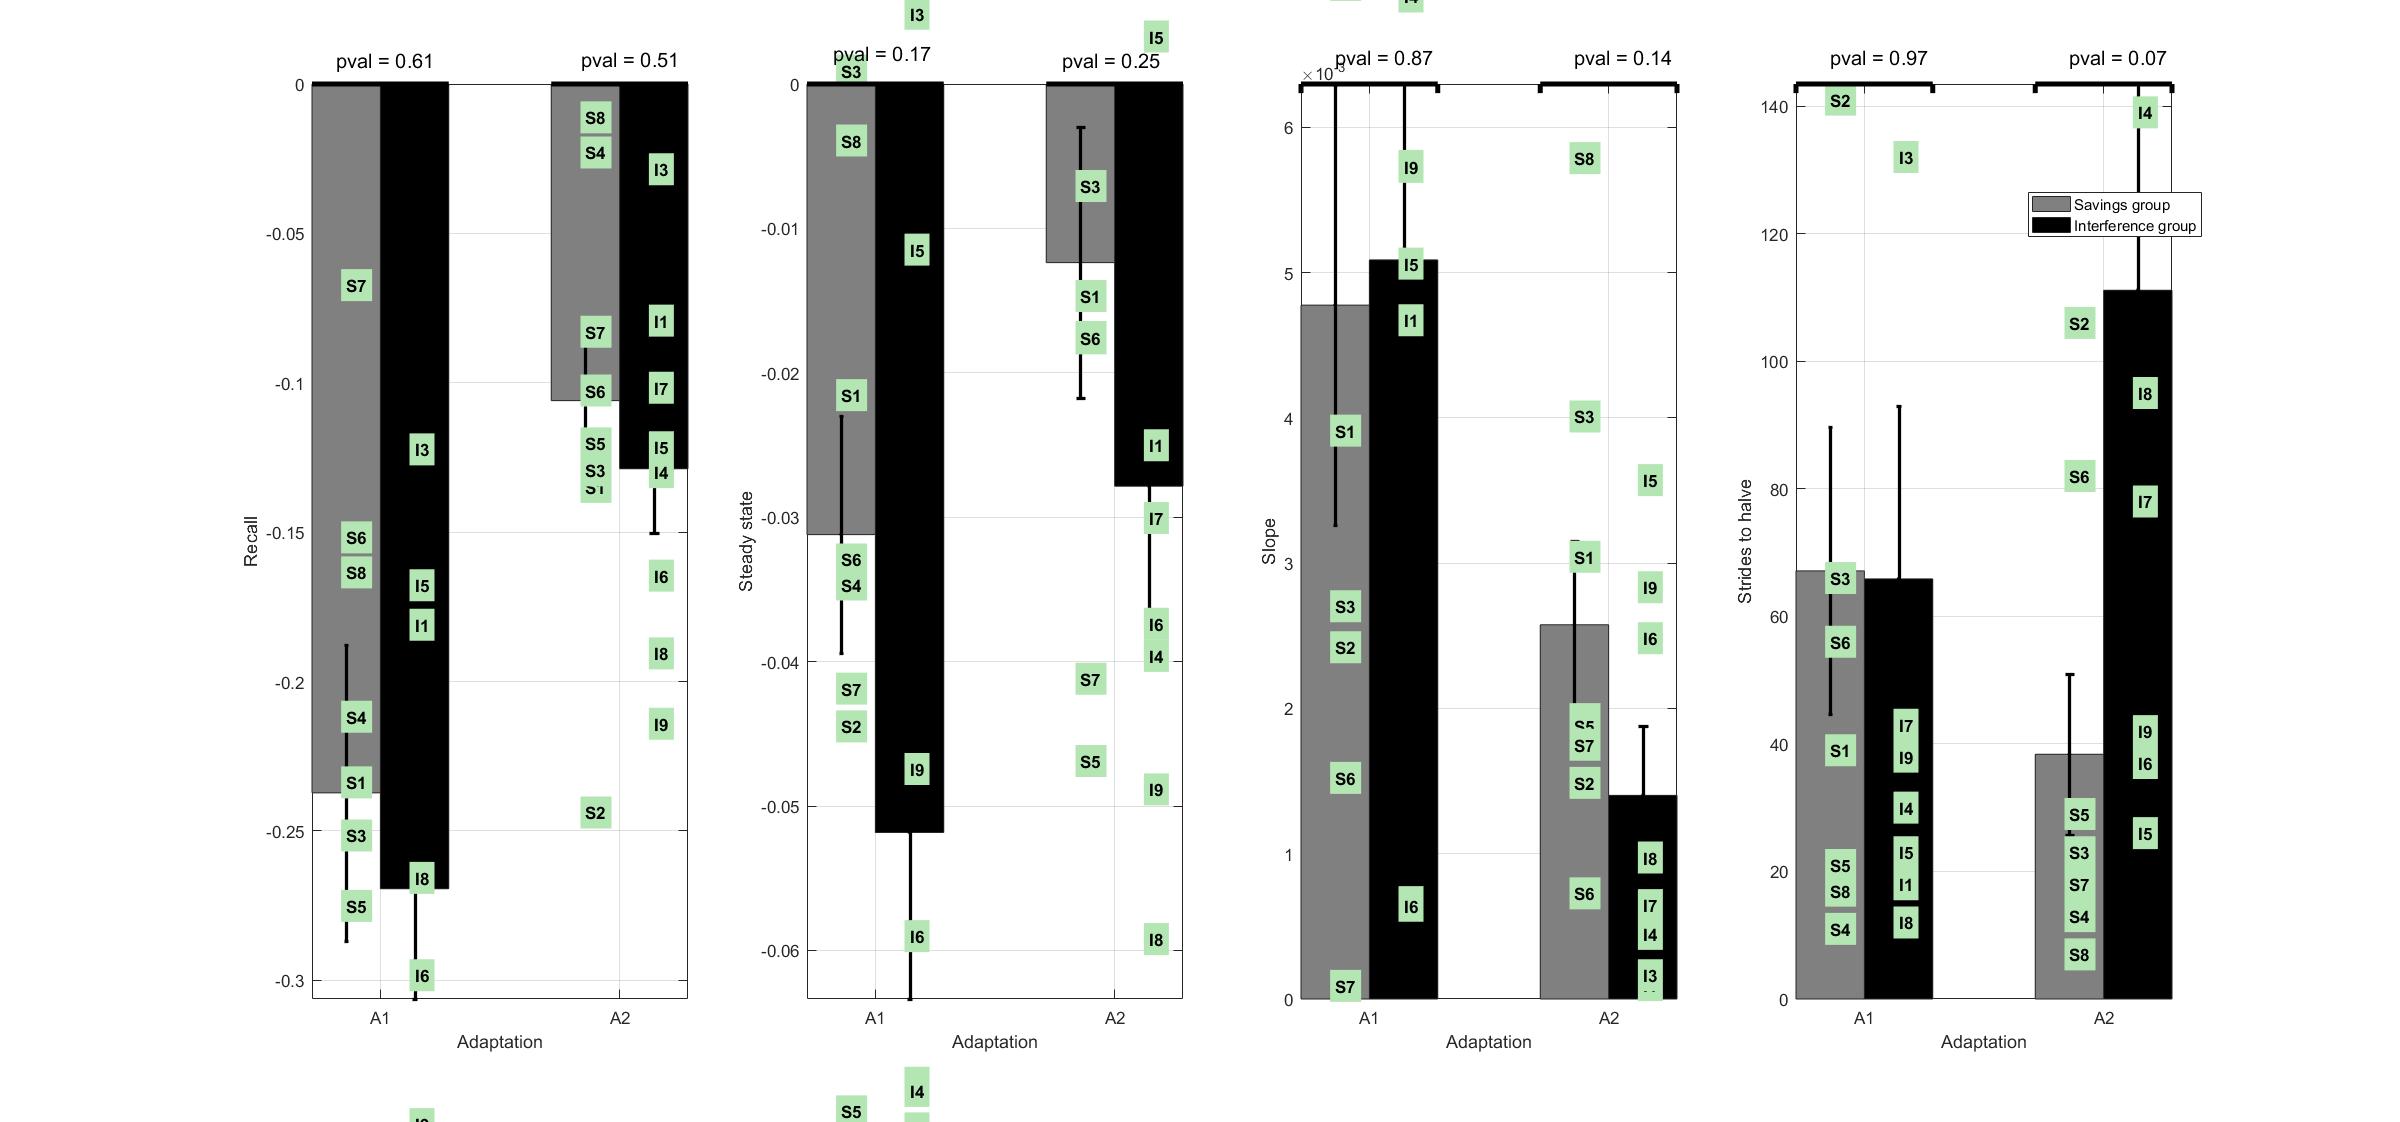 I3
I5
I4
pval = 0.61
pval = 0.51
pval = 0.17
pval = 0.25
pval = 0.87
pval = 0.14
pval = 0.97
pval = 0.07
Recall
0
-0.05
-0.1
-0.15
-0.2
-0.25
-0.3
S7
S6
S8
S4
S1
S3
S5
I3
I5
I1
I8
I6
S8
S4
S7
S6
S5
S3
S1
S2
I3
I1
I7
I5
I4
I6
I8
I9
A1
A2
Adaptation
Steady state
0
-0.01
-0.02
-0.03
-0.04
-0.05
-0.06
S3
S8
S1
S6
S4
S7
S2
S5
I5
I9
I6
I4
S3
S1
S6
S7
S5
I1
I7
I6
I4
I9
I8
A1
A2
Adaptation
Slope
×10-3
6
5
4
3
2
1
0
S1
S3
S2
S6
S7
I9
I5
I1
I6
S8
S3
S1
S5
S7
S2
S6
I5
I9
I6
I8
I7
I4
I3
A1
A2
Adaptation
Strides to halve
140
120
100
80
60
40
20
0
S2
S3
S6
S1
S5
S8
S4
I3
I7
I9
I4
I5
I1
I8
S2
S6
S5
S3
S7
S4
S8
I4
I8
I7
I9
I6
I5
Savings group
Interference group
A1
A2
Adaptation